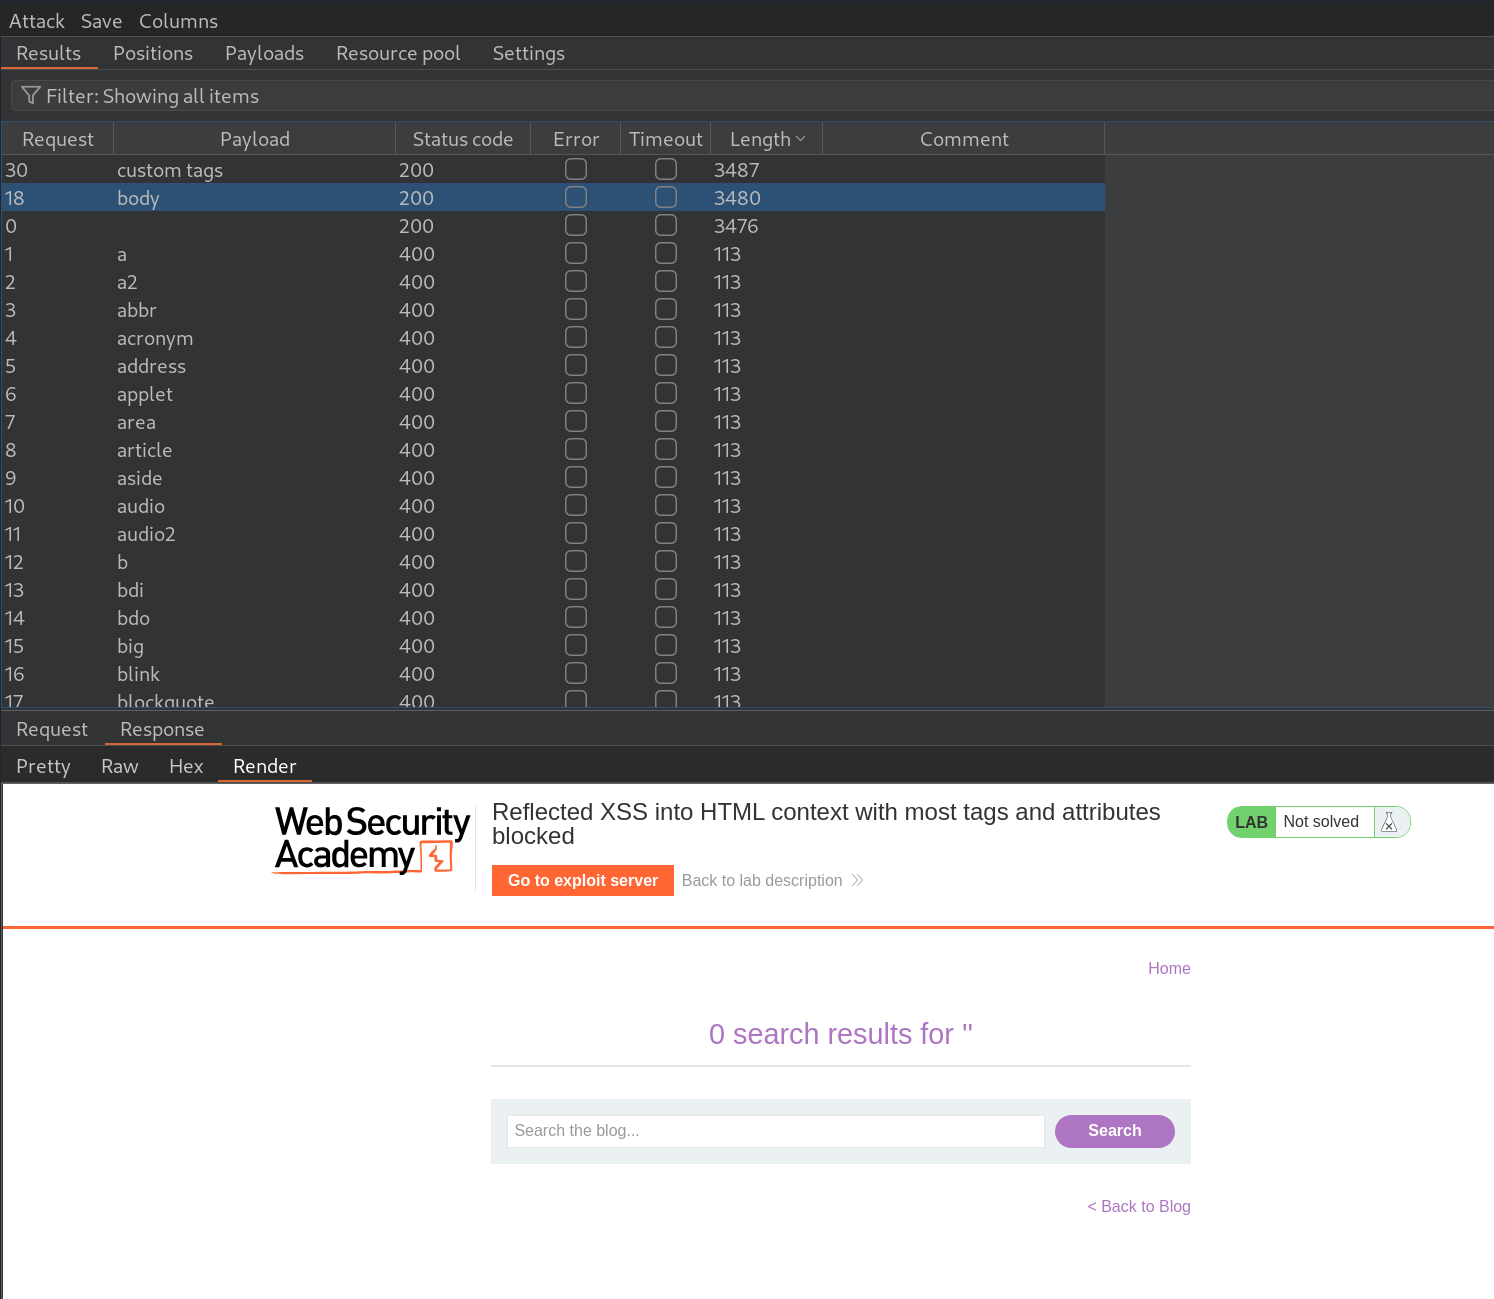 Attack Save Columns
Results Positions Payloads Resource pool Settings
Filter: Showing all items
Request Payload Status code Error Timeout Length Comment
30 custom tags 200 3487
18 body 200 3480
0 200 3476
1 a 400 113
2 a2 400 113
3 abbr 400 113
4 acronym 400 113
5 address 400 113
6 applet 400 113
7 area 400 113
8 article 400 113
9 aside 400 113
10 audio 400 113
11 audio2 400 113
12 b 400 113
13 bdi 400 113
14 bdo 400 113
15 big 400 113
16 blink 400 113
17 blockquote 400 113
Request Response
Pretty Raw Hex Render
Web Security
Academy
Reflected XSS into HTML context with most tags and attributes
blocked
LAB Not solved
Go to exploit server Back to lab description
Home
0 search results for ''
Search the blog... Search
< Back to Blog